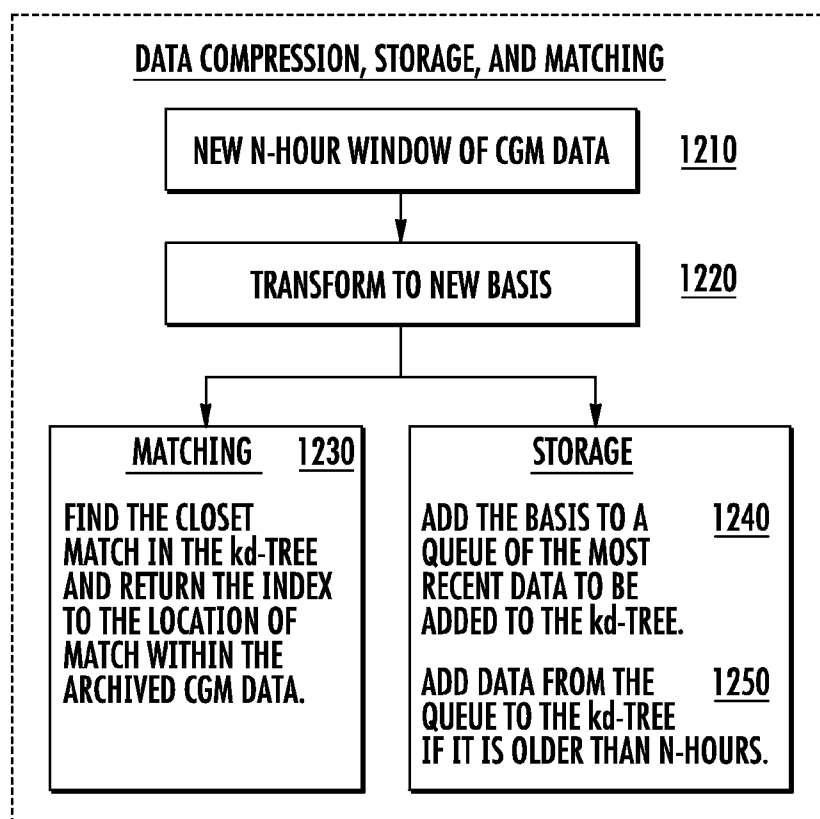 DATA COMPRESSION, STORAGE, AND MATCHING
NEW N-HOUR WINDOW OF CGM DATA
1210
TRANSFORM TO NEW BASIS
1220
MATCHING
1230
FIND THE CLOSET
MATCH IN THE kd-TREE
AND RETURN THE INDEX
TO THE LOCATION OF
MATCH WITHIN THE
ARCHIVED CGM DATA.
STORAGE
ADD THE BASIS TO A
1240
QUEUE OF THE MOST
RECENT DATA TO BE
ADDED TO THE kd-TREE.
ADD DATA FROM THE
1250
QUEUE TO THE kd-TREE
IF IT IS OLDER THAN N-HOURS.